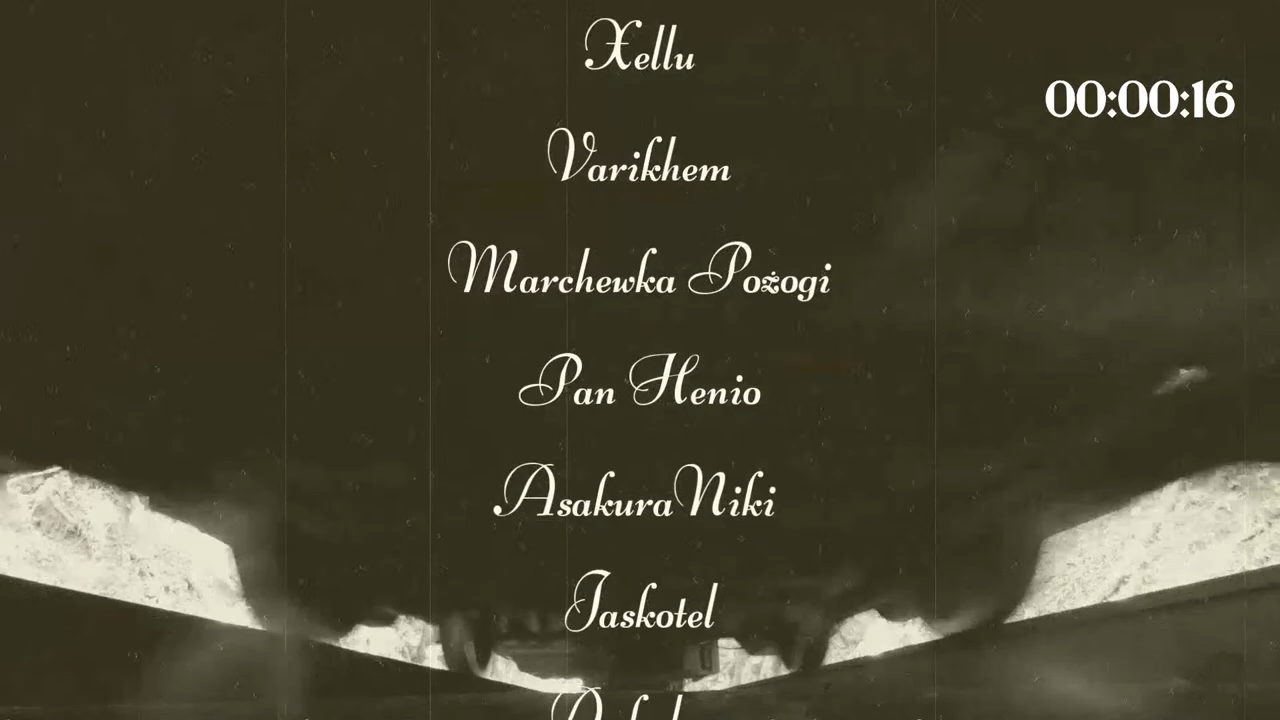 Xellu
00:00:16
Varikhem
Marchewka Pożogi
Pan Henio
AsakuraNiki
Jaskotel